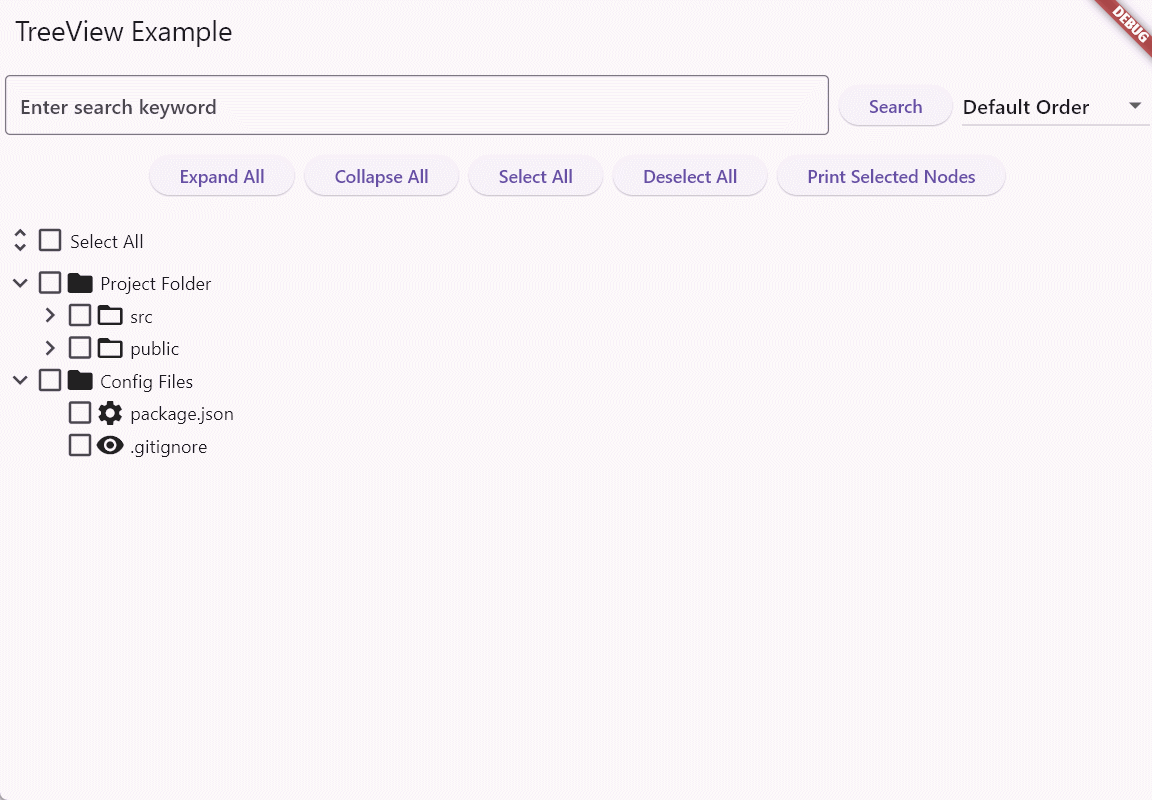 TreeView Example
DEBUG
Enter search keyword
Search
Default Order
Expand All
Collapse All
Select All
Deselect All
Print Selected Nodes
Select All
Project Folder
src
public
Config Files
package.json
.gitignore